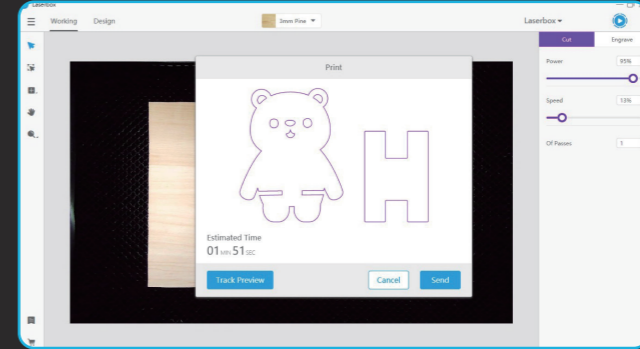 Laserbox
Working Design 3mm Pine Laserbox
Cut Engrave
Print
Power 95%
Speed 13%
Of Passes 1
Estimated Time
01 MIN 51 SEC
Track Preview Cancel Send